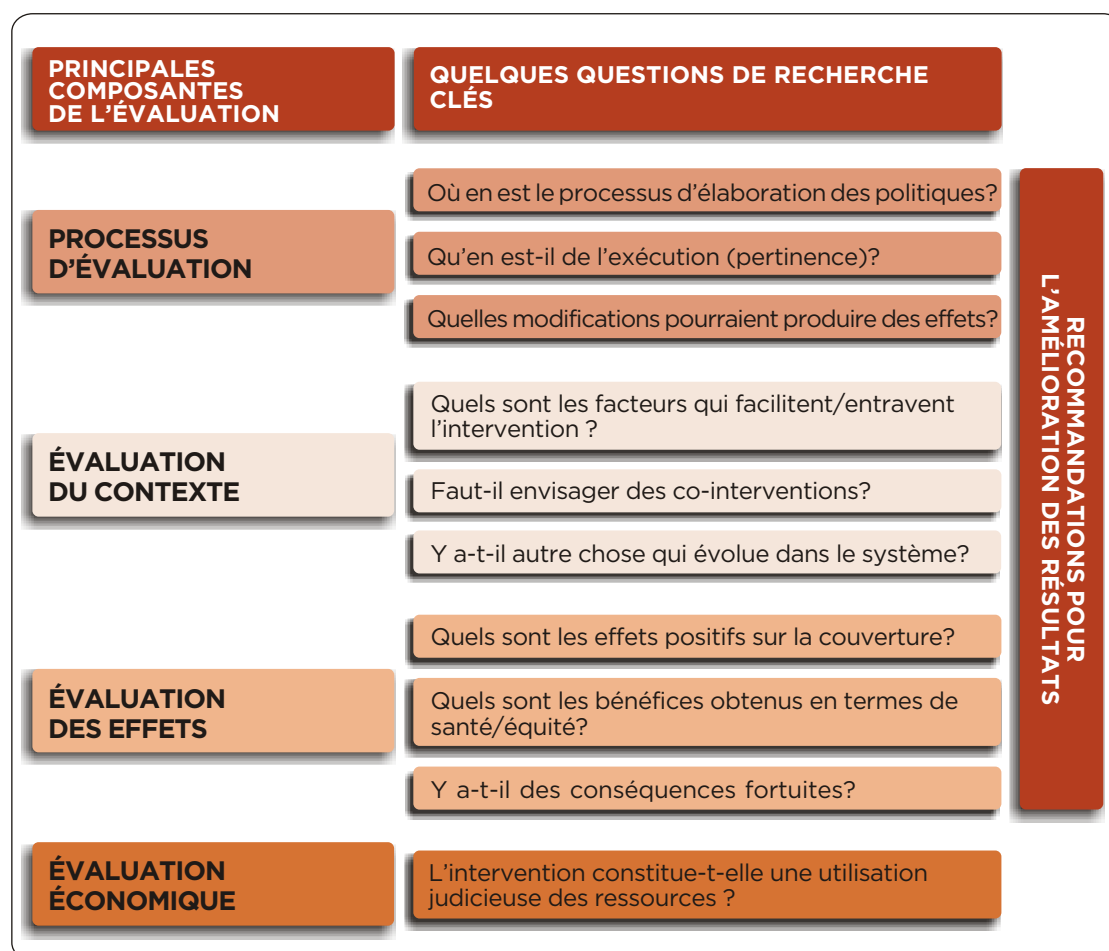 PRINCIPALES
COMPOSANTES
DE L'ÉVALUATION
QUELQUES QUESTIONS DE RECHERCHE
CLÉS
PROCESSUS
D'ÉVALUATION
Où en est le processus d'élaboration des politiques?
Qu'en est-il de l'exécution (pertinence)?
Quelles modifications pourraient produire des effets?
ÉVALUATION
DU CONTEXTE
Quels sont les facteurs qui facilitent/entravent
l'intervention ?
Faut-il envisager des co-interventions?
Y a-t-il autre chose qui évolue dans le système?
ÉVALUATION
DES EFFETS
Quels sont les effets positifs sur la couverture?
Quels sont les bénéfices obtenus en termes de
santé/équité?
Y a-t-il des conséquences fortuites?
ÉVALUATION
ÉCONOMIQUE
L'intervention constitue-t-elle une utilisation
judicieuse des ressources ?
RECOMMANDATIONS POUR
L'AMÉLIORATION DES RÉSULTATS